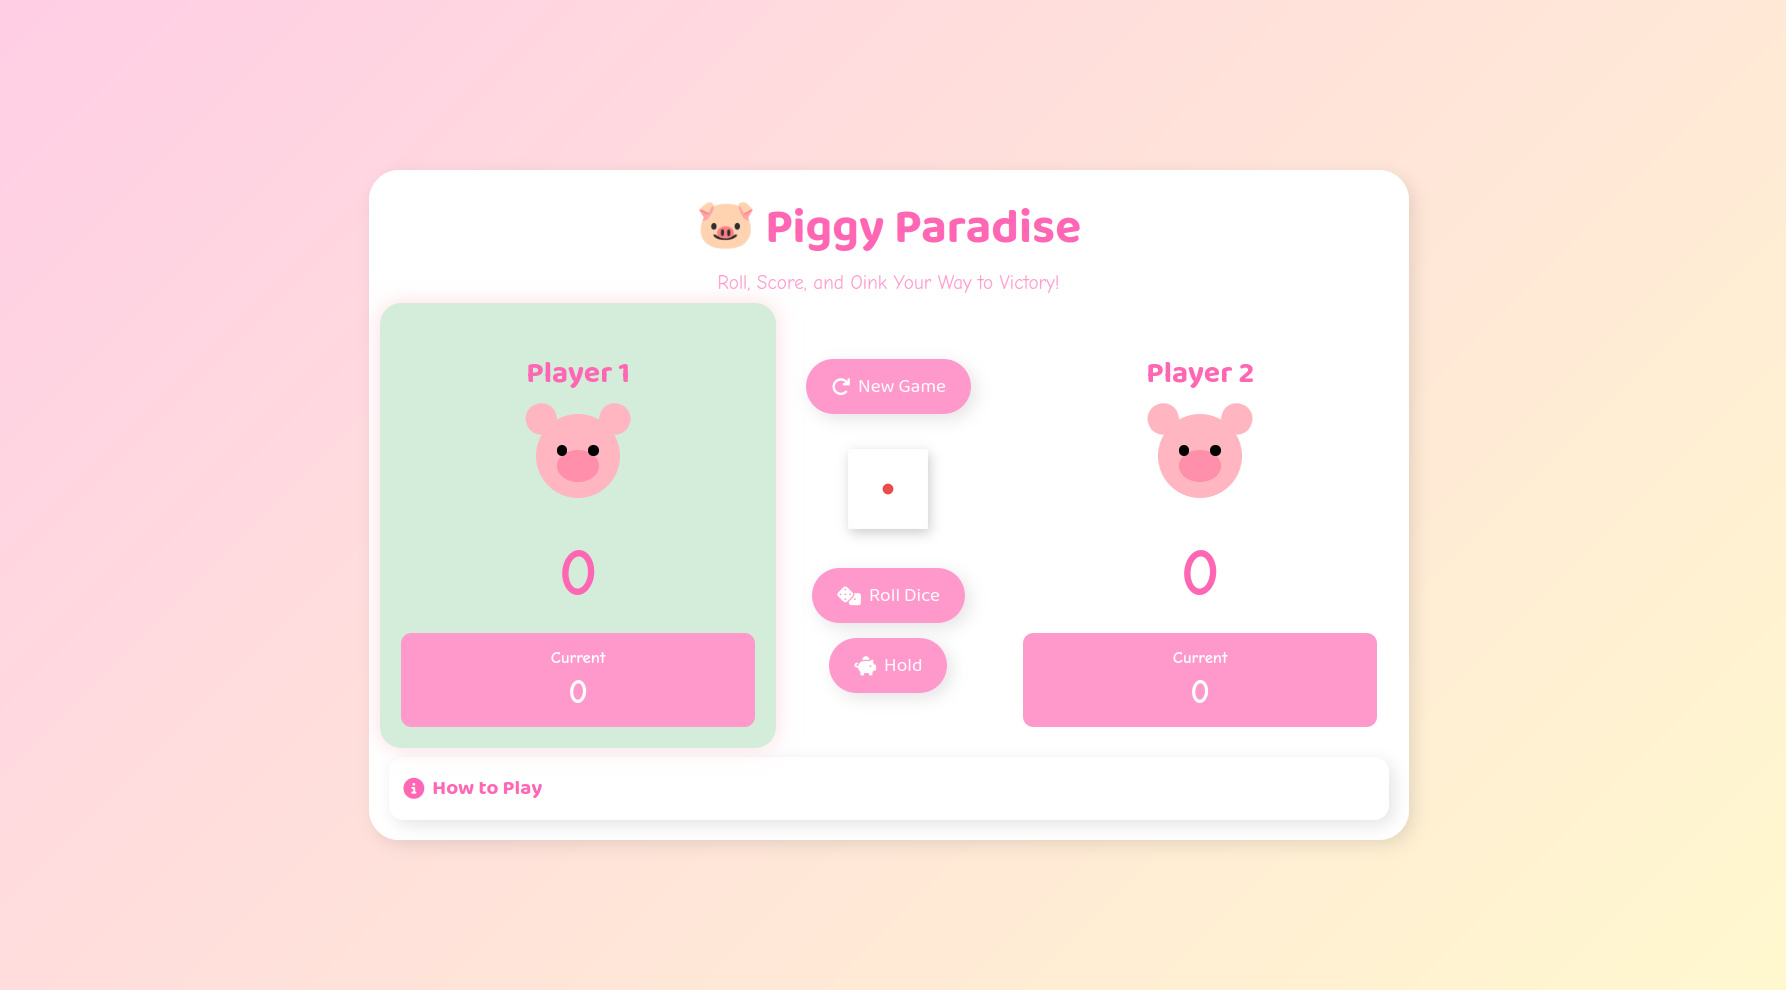 🐷 Piggy Paradise
Roll, Score, and Oink Your Way to Victory!
Player 1
0
Current
0
New Game
Roll Dice
Hold
Player 2
0
Current
0
How to Play